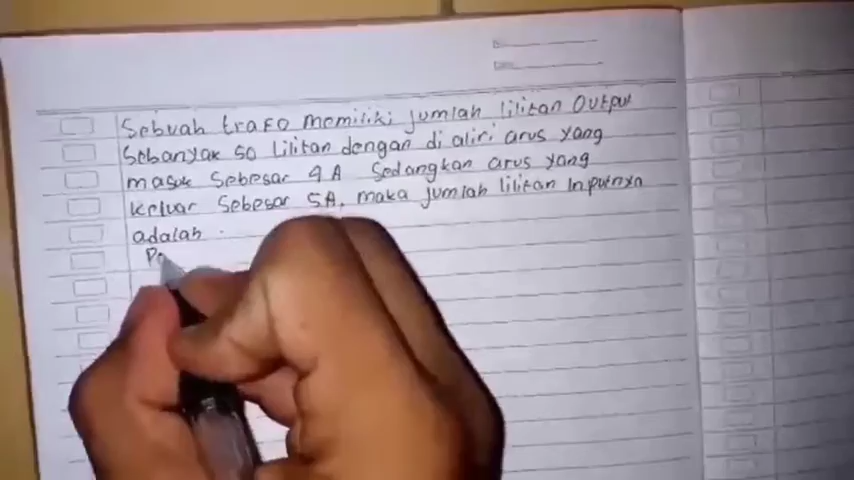 Sebuah trafo memiliki jumlah lilitan Output
Sebanyak 50 lilitan dengan di aliri arus yang
masuk Sebesar 4 A Sedangkan arus yang
keluar Sebesar 5A, maka jumlah lilitan Inputnya
adalah .